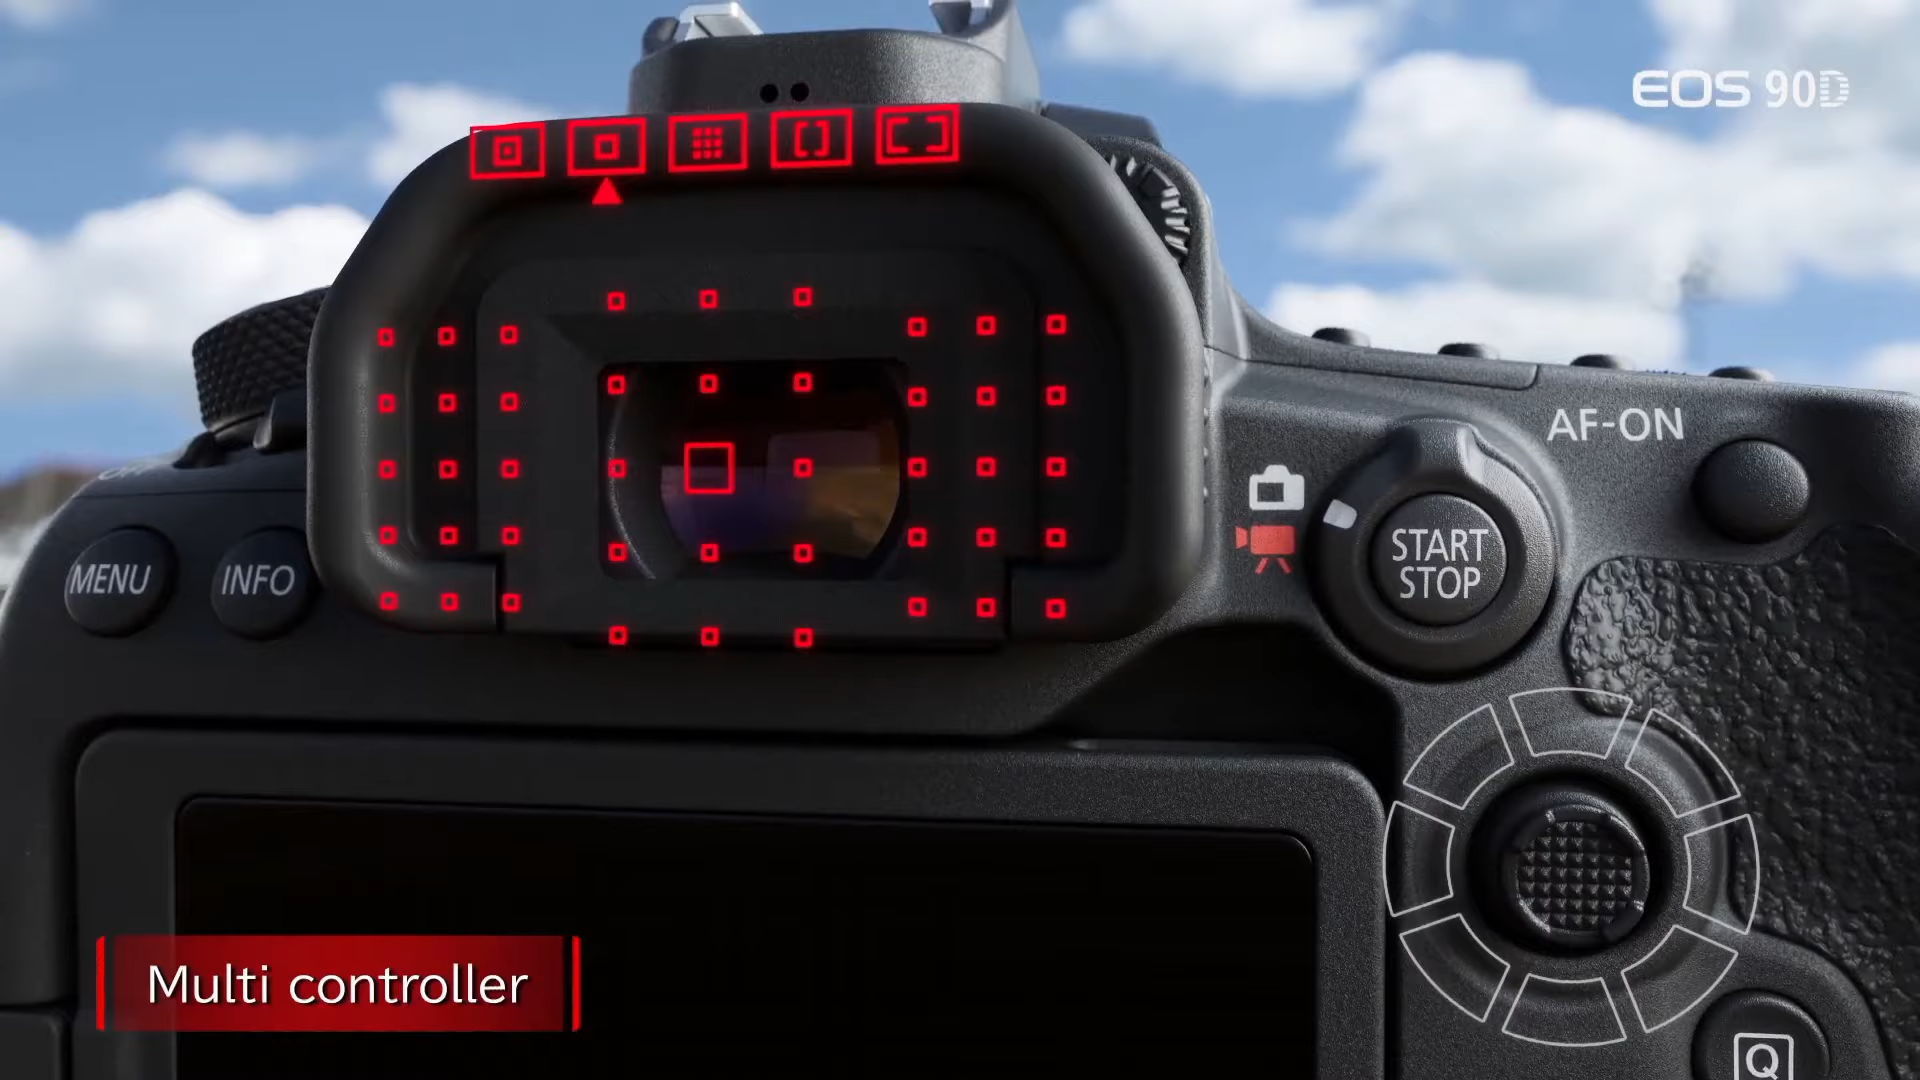 EOS 90D
AF-ON
START
STOP
MENU
INFO
Multi controller
Q